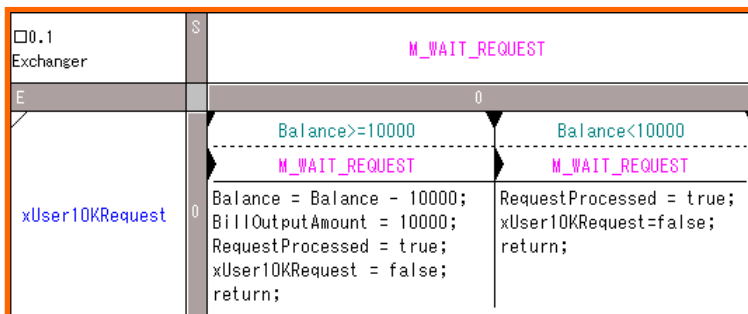 □0.1
Exchanger
S
M_WAIT_REQUEST
E
0
xUser10KRequest
0
Balance>=10000
M_WAIT_REQUEST
Balance = Balance - 10000;
BillOutputAmount = 10000;
RequestProcessed = true;
xUser10KRequest = false;
return;
Balance<10000
M_WAIT_REQUEST
RequestProcessed = true;
xUser10KRequest=false;
return;